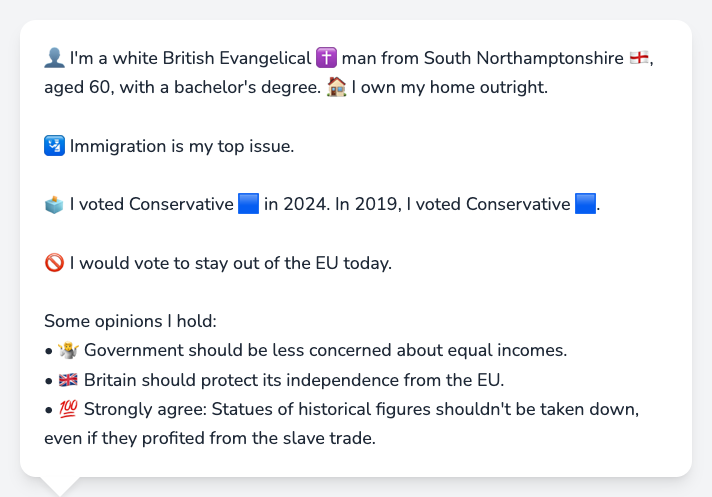 👤 I'm a white British Evangelical ✝️ man from South Northamptonshire 🏴󠁧󠁢󠁥󠁮󠁧󠁿,
aged 60, with a bachelor's degree. 🏠 I own my home outright.
🛂 Immigration is my top issue.
🗳️ I voted Conservative 🟦 in 2024. In 2019, I voted Conservative 🟦.
🚫 I would vote to stay out of the EU today.
Some opinions I hold:
• 🤷 Government should be less concerned about equal incomes.
• 🇬🇧 Britain should protect its independence from the EU.
• 💯 Strongly agree: Statues of historical figures shouldn't be taken down,
even if they profited from the slave trade.